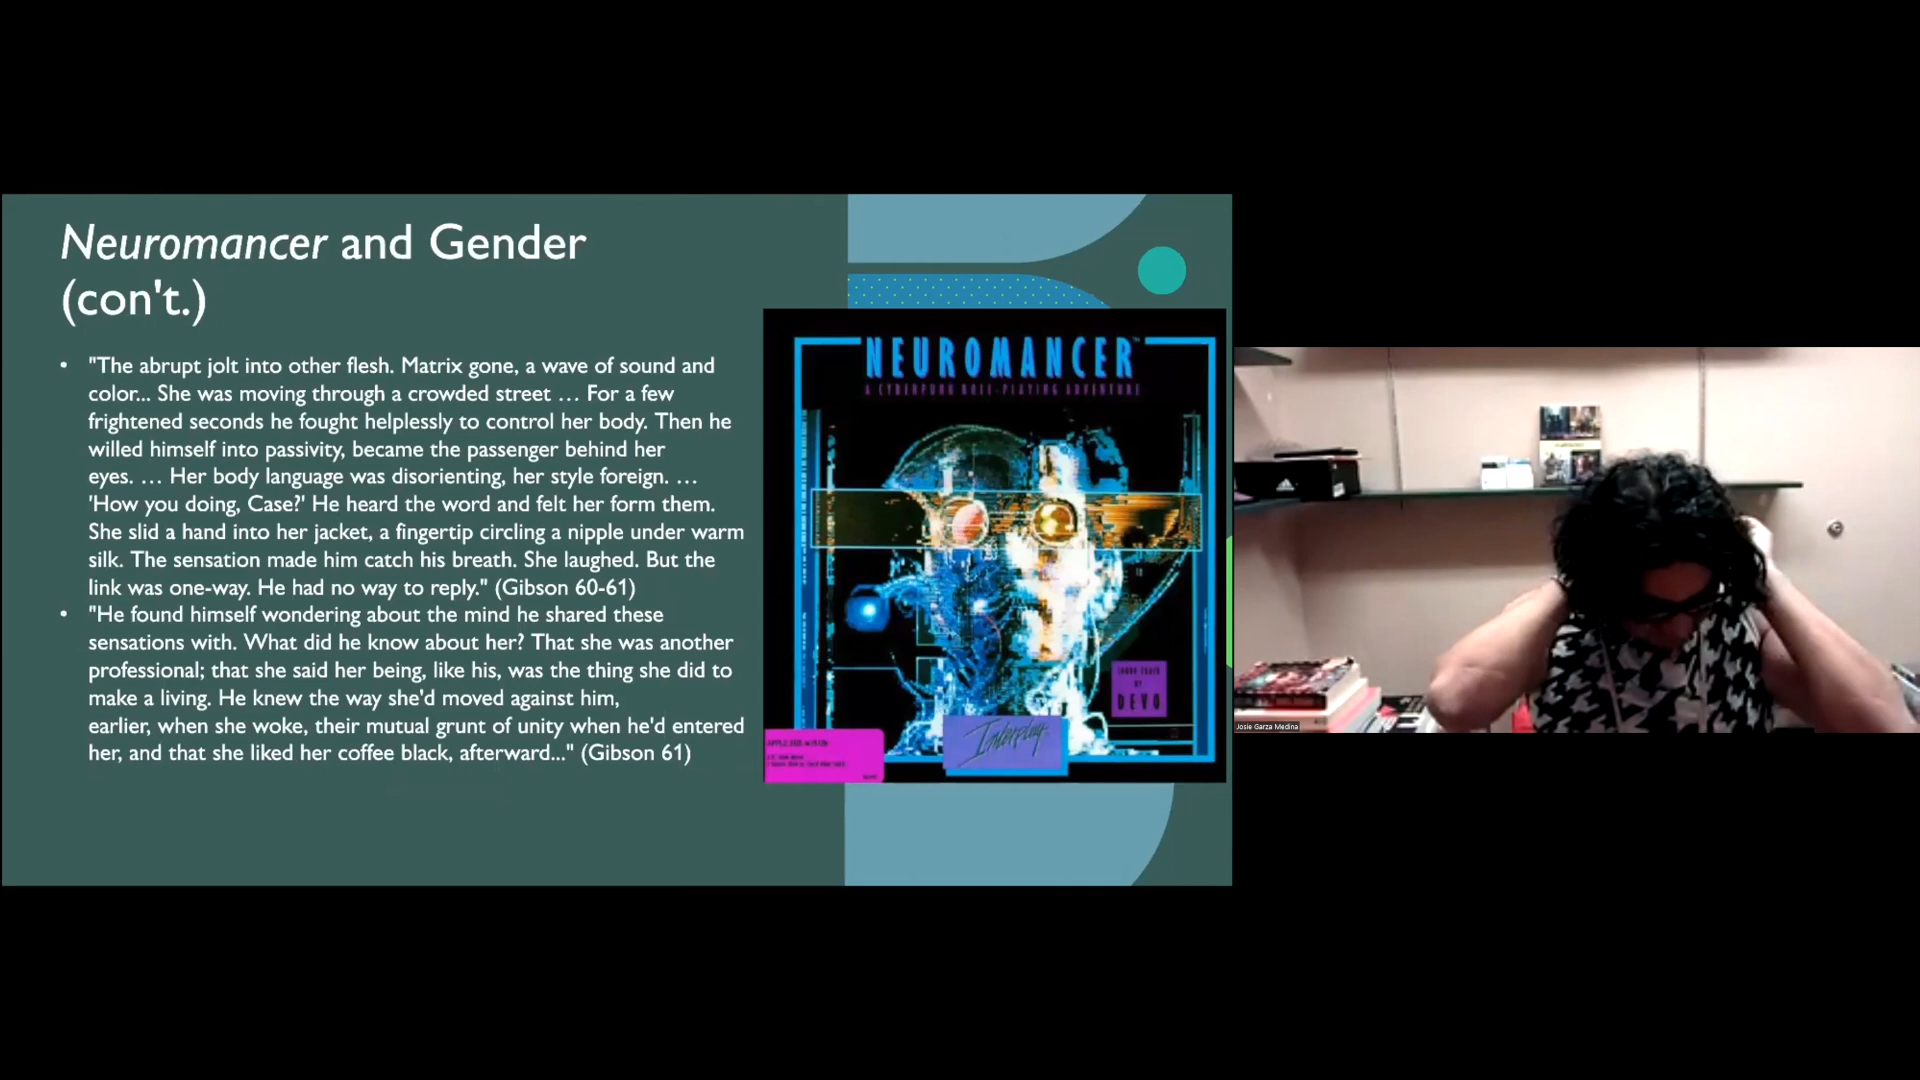 Neuromancer and Gender
(con't.)
• "The abrupt jolt into other flesh. Matrix gone, a wave of sound and
color... She was moving through a crowded street … For a few
frightened seconds he fought helplessly to control her body. Then he
willed himself into passivity, became the passenger behind her
eyes. … Her body language was disorienting, her style foreign. …
'How you doing, Case?' He heard the word and felt her form them.
She slid a hand into her jacket, a fingertip circling a nipple under warm
silk. The sensation made him catch his breath. She laughed. But the
link was one-way. He had no way to reply." (Gibson 60-61)
• "He found himself wondering about the mind he shared these
sensations with. What did he know about her? That she was another
professional; that she said her being, like his, was the thing she did to
make a living. He knew the way she'd moved against him,
earlier, when she woke, their mutual grunt of unity when he'd entered
her, and that she liked her coffee black, afterward..." (Gibson 61)
NEUROMANCER™
A CYBERPUNK ROLE-PLAYING ADVENTURE
SOUND TRACK
BY
DEVO
Interplay
adidas
Josie Garza Medina